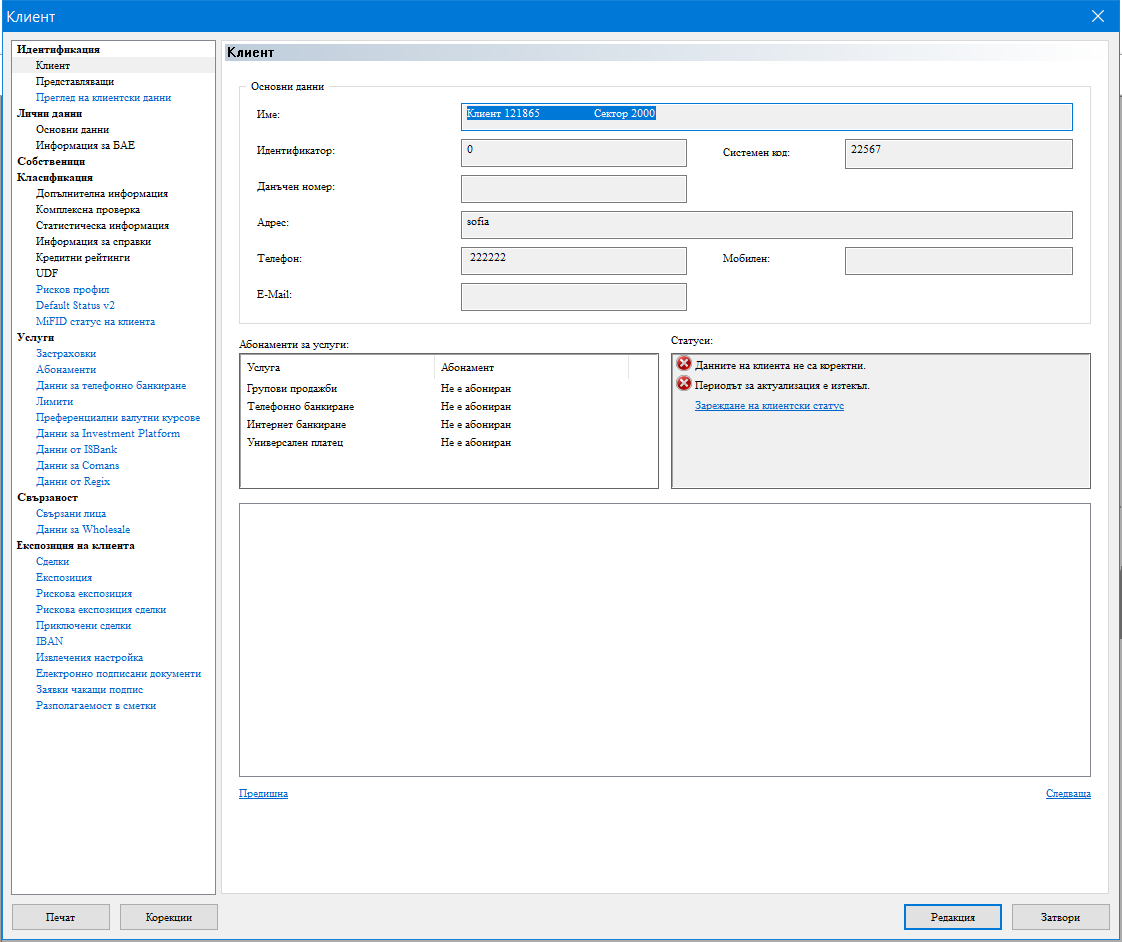 Клиент
Идентификация
Клиент
Представляващи
Преглед на клиентски данни
Лични данни
Основни данни
Информация за БАЕ
Собственици
Класификация
Допълнителна информация
Комплексна проверка
Статистическа информация
Информация за справки
Кредитни рейтинги
UDF
Рисков профил
Default Status v2
MiFID статус на клиента
Услуги
Застраховки
Абонаменти
Данни за телефонно банкиране
Лимити
Преференциални валутни курсове
Данни за Investment Platform
Данни от ISBank
Данни за Comans
Данни от Regix
Свързаност
Свързани лица
Данни за Wholesale
Експозиция на клиента
Сделки
Експозиция
Рискова експозиция
Рискова експозиция сделки
Приключени сделки
IBAN
Извлечения настройка
Електронно подписани документи
Заявки чакащи подпис
Разполагаемост в сметки
Клиент
Основни данни
Име: Клиент 121865 Сектор 2000
Идентификатор: 0 Системен код: 22567
Данъчен номер:
Адрес: sofia
Телефон: 222222 Мобилен:
E-Mail:
Абонаменти за услуги:
Услуга Абонамент
Групови продажби Не е абониран
Телефонно банкиране Не е абониран
Интернет банкиране Не е абониран
Универсален платец Не е абониран
Статуси:
Данните на клиента не са коректни.
Периодът за актуализация е изтекъл.
Зареждане на клиентски статус
Предишна Следваща
Печат Корекции Редакция Затвори